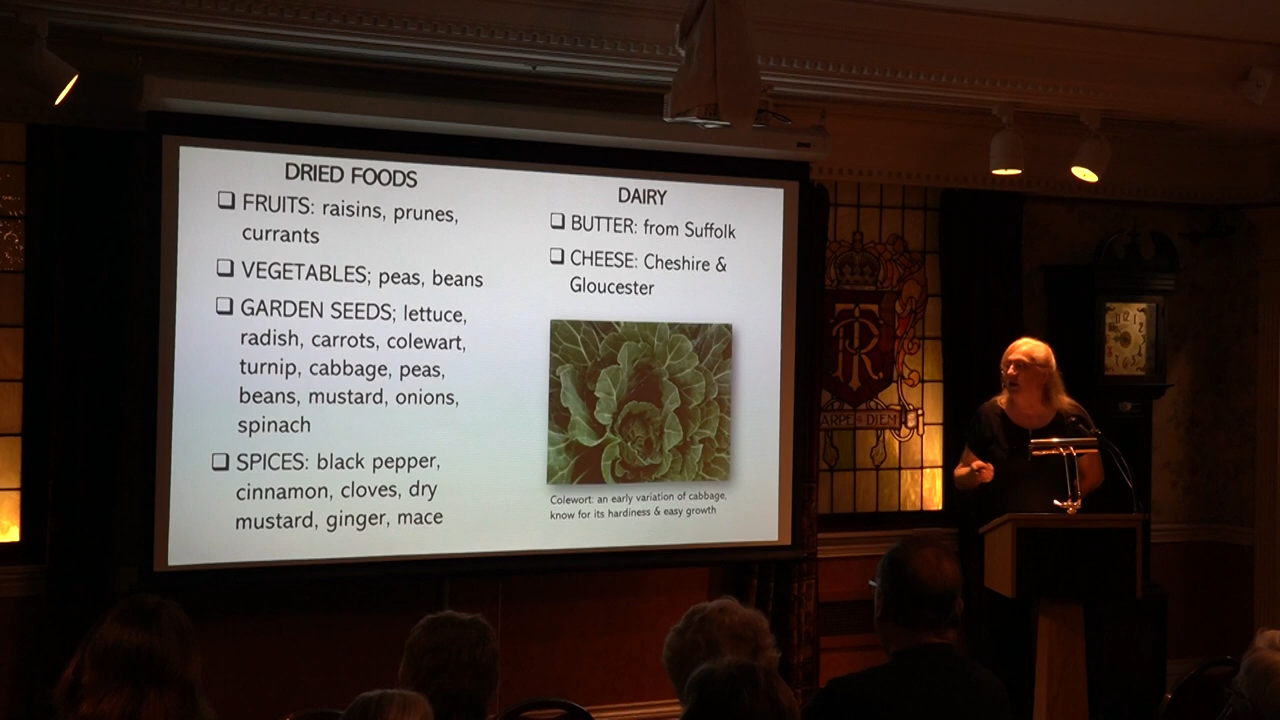 DRIED FOODS
❑ FRUITS: raisins, prunes,
currants
❑ VEGETABLES; peas, beans
❑ GARDEN SEEDS; lettuce,
radish, carrots, colewart,
turnip, cabbage, peas,
beans, mustard, onions,
spinach
❑ SPICES: black pepper,
cinnamon, cloves, dry
mustard, ginger, mace
DAIRY
❑ BUTTER: from Suffolk
❑ CHEESE: Cheshire &
Gloucester
Colewort: an early variation of cabbage,
know for its hardiness & easy growth
ARPE DIEM
12